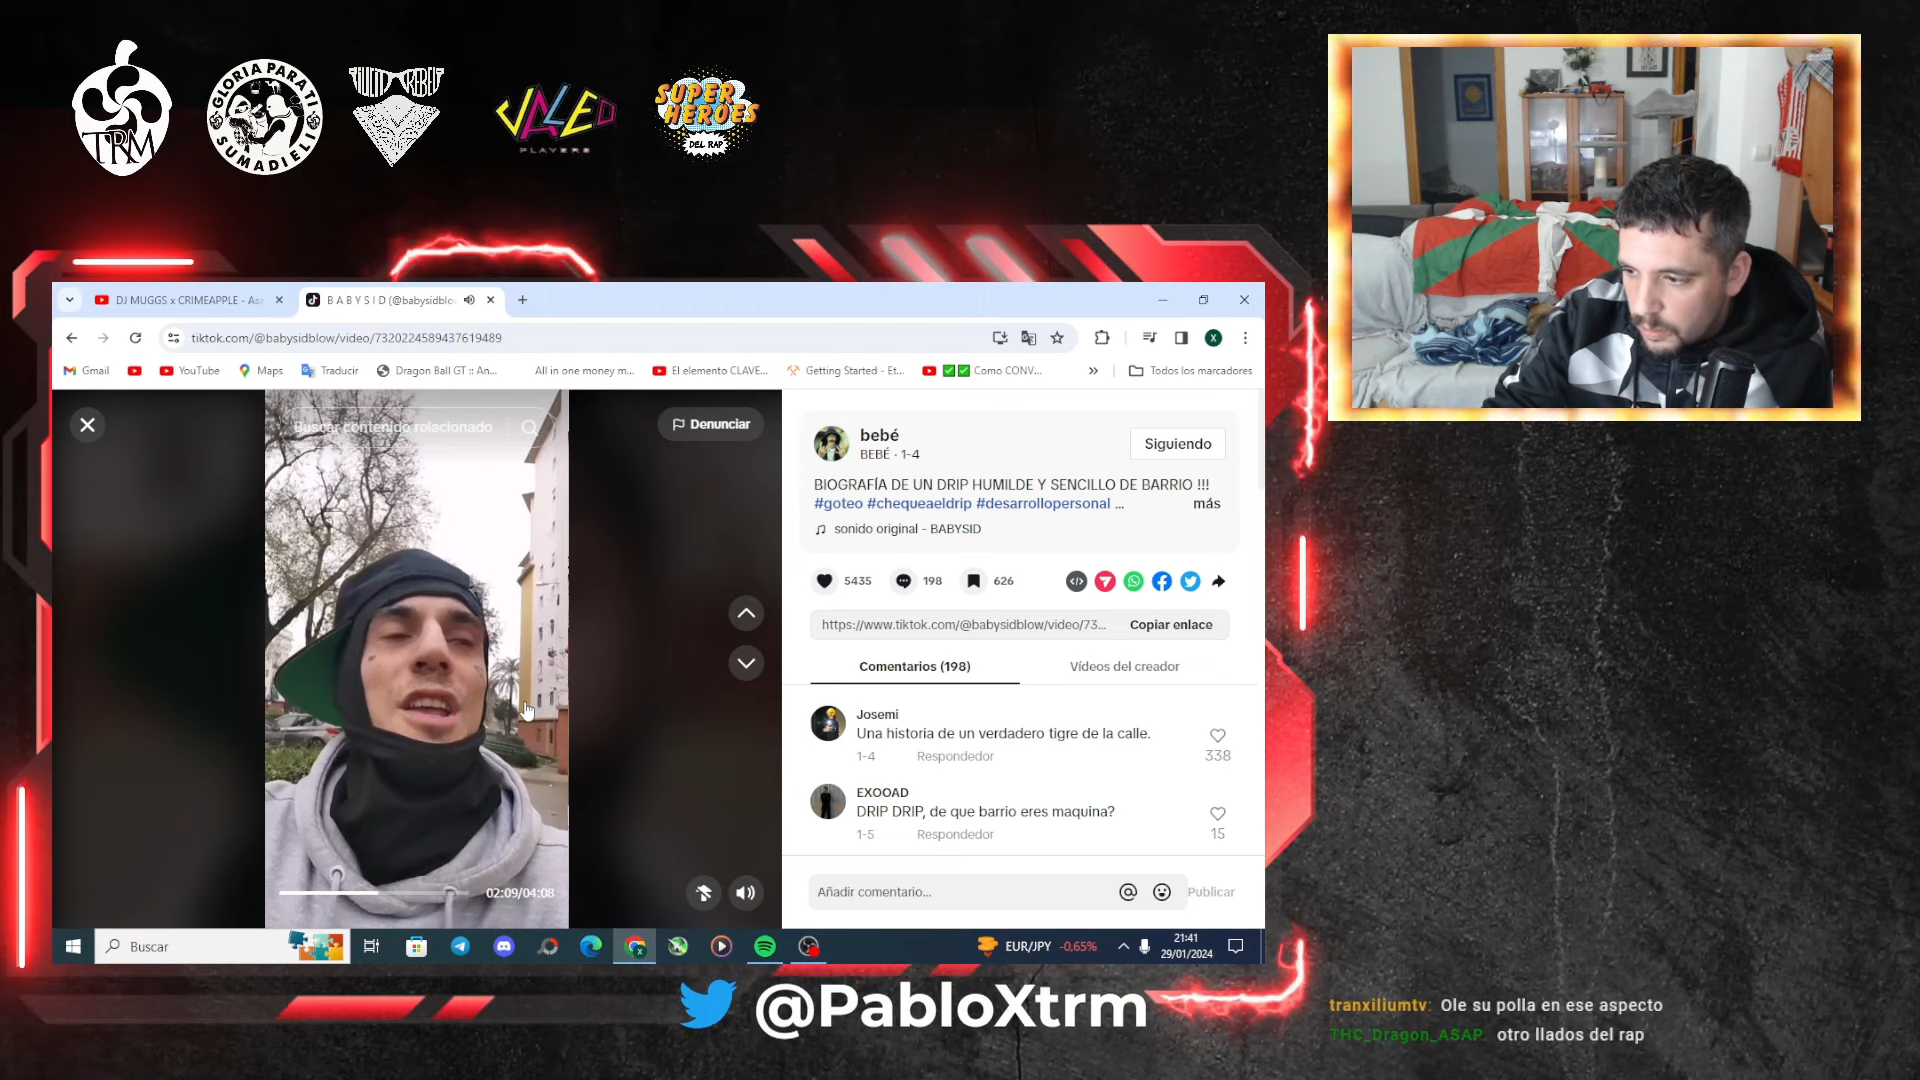 TRM
GLORIA PARATI
SUMADIELI
VALED
PLAYERS
SUPER
HEROES
DEL RAP
DJ MUGGS x CRIMEAPPLE - Asa
B A B Y S I D (@babysidblo
tiktok.com/@babysidblow/video/7320224589437619489
Gmail
YouTube
Maps
Traducir
Dragon Ball GT :: An...
All in one money m...
El elemento CLAVE...
Getting Started - Et...
Como CONV...
»
Todos los marcadores
X
Buscar contenido relacionado
Denunciar
bebé
BEBÉ · 1-4
Siguiendo
BIOGRAFÍA DE UN DRIP HUMILDE Y SENCILLO DE BARRIO !!!
#goteo #chequeaeldrip #desarrollopersonal ...
más
sonido original - BABYSID
5435
198
626
https://www.tiktok.com/@babysidblow/video/73...
Copiar enlace
Comentarios (198)
Vídeos del creador
Josemi
Una historia de un verdadero tigre de la calle.
1-4 Respondedor
338
EXOOAD
DRIP DRIP, de que barrio eres maquina?
1-5 Respondedor
15
02:09/04:08
Añadir comentario...
Publicar
Buscar
EUR/JPY -0,65%
21:41
29/01/2024
@PabloXtrm
tranxiliumtv: Ole su polla en ese aspecto
THC_Dragon_ASAP: otro llados del rap